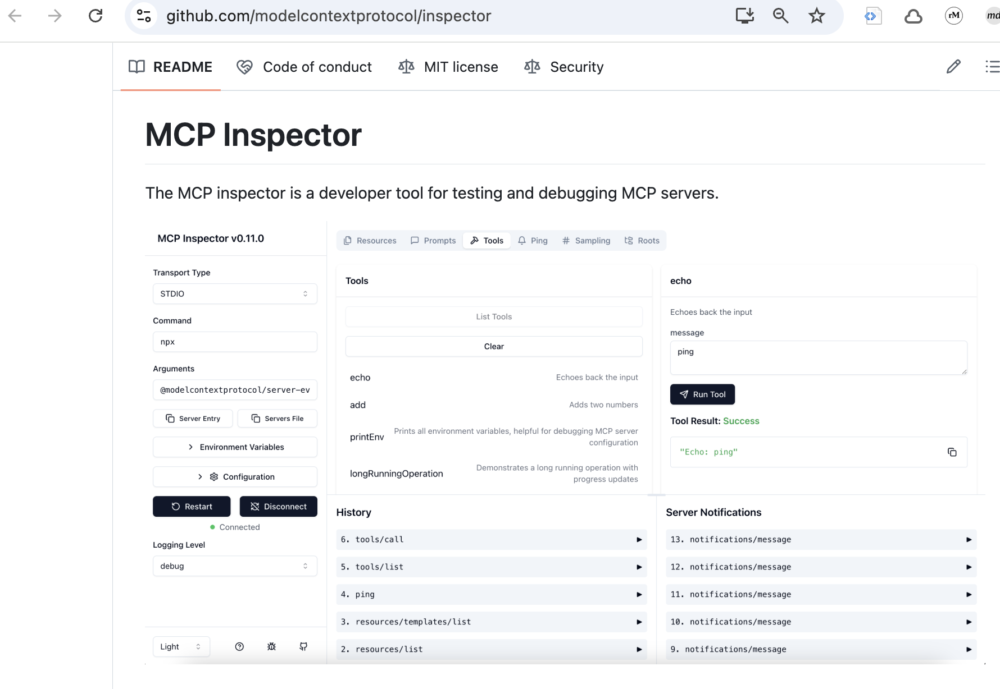 github.com/modelcontextprotocol/inspector
rM
README
Code of conduct
MIT license
Security
MCP Inspector
The MCP inspector is a developer tool for testing and debugging MCP servers.
MCP Inspector v0.11.0
Transport Type
STDIO
Command
npx
Arguments
@modelcontextprotocol/server-ev
Server Entry
Servers File
Environment Variables
Configuration
Restart
Disconnect
Connected
Logging Level
debug
Light
Resources
Prompts
Tools
Ping
Sampling
Roots
Tools
List Tools
Clear
echo
Echoes back the input
add
Adds two numbers
printEnv
Prints all environment variables, helpful for debugging MCP server
configuration
longRunningOperation
Demonstrates a long running operation with
progress updates
echo
Echoes back the input
message
ping
Run Tool
Tool Result: Success
"Echo: ping"
History
6. tools/call
5. tools/list
4. ping
3. resources/templates/list
2. resources/list
Server Notifications
13. notifications/message
12. notifications/message
11. notifications/message
10. notifications/message
9. notifications/message